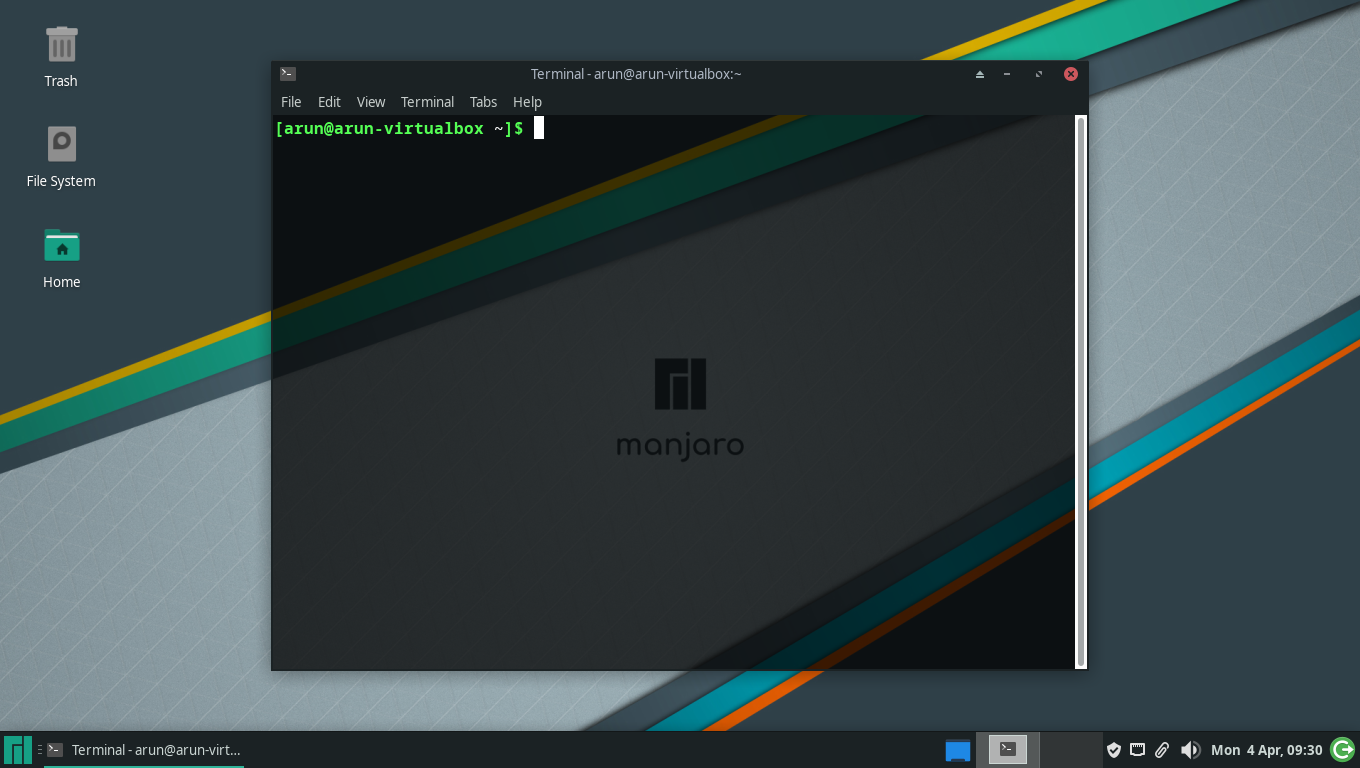 Trash
File System
Home
Terminal - arun@arun-virtualbox:~
File Edit View Terminal Tabs Help
[arun@arun-virtualbox ~]$
manjaro
Terminal - arun@arun-virt...
Mon 4 Apr, 09:30